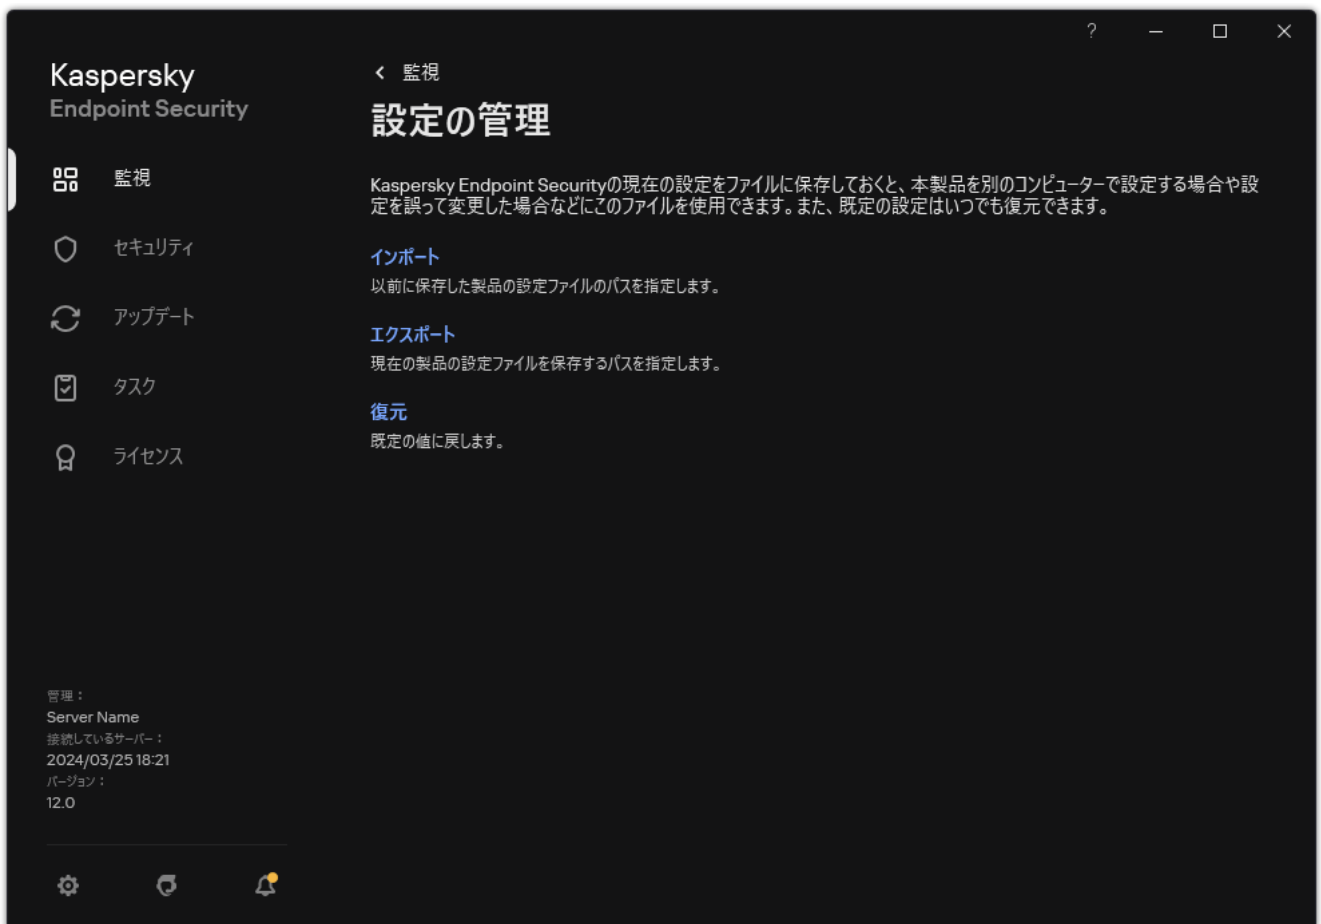 ?
Kaspersky
Endpoint Security
監視
セキュリティ
アップデート
タスク
ライセンス
管理：
Server Name
接続しているサーバー：
2024/03/25 18:21
バージョン：
12.0
監視
設定の管理
Kaspersky Endpoint Securityの現在の設定をファイルに保存しておくと、本製品を別のコンピューターで設定する場合や設
定を誤って変更した場合などにこのファイルを使用できます。また、既定の設定はいつでも復元できます。
インポート
以前に保存した製品の設定ファイルのパスを指定します。
エクスポート
現在の製品の設定ファイルを保存するパスを指定します。
復元
既定の値に戻します。